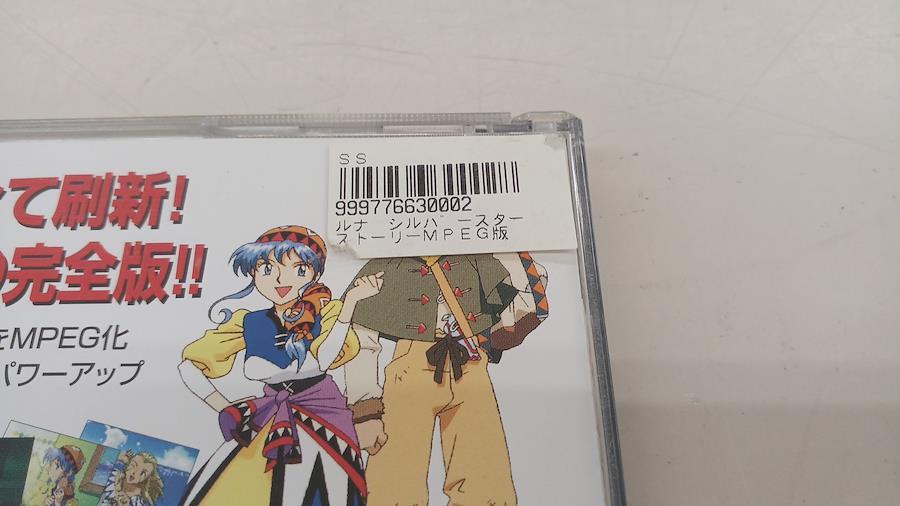 SS
999776630002
ルナ シルバースター
ストーリーMPEG版
て刷新!
の完全版!!
をMPEG化
パワーアップ